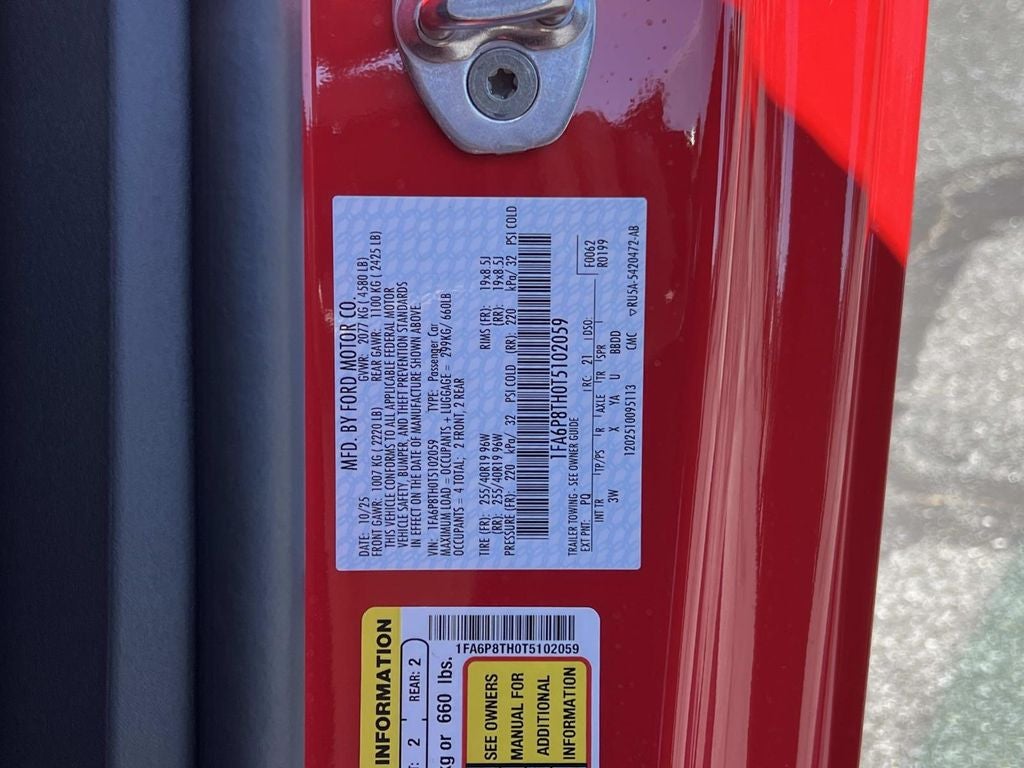 MFD. BY FORD MOTOR CO.
DATE: 10/25 GVWR: 2077 KG ( 4580 LB)
FRONT GAWR: 1007 KG ( 2220 LB) REAR GAWR: 1100 KG ( 2425 LB)
THIS VEHICLE CONFORMS TO ALL APPLICABLE FEDERAL MOTOR
VEHICLE SAFETY, BUMPER, AND THEFT PREVENTION STANDARDS
IN EFFECT ON THE DATE OF MANUFACTURE SHOWN ABOVE.
VIN: 1FA6P8TH0T5102059 TYPE: Passenger Car
MAXIMUM LOAD = OCCUPANTS + LUGGAGE = 299KG/ 660LB
OCCUPANTS = 4 TOTAL; 2 FRONT, 2 REAR
TIRE (FR): 255/40R19 96W RIMS (FR): 19x8.5J
(RR): 255/40R19 96W (RR): 19x8.5J
PRESSURE (FR): 220 kPa/ 32 PSI COLD (RR): 220 kPa/ 32 PSI COLD
1FA6P8TH0T5102059
TRAILER TOWING - SEE OWNER GUIDE F0062
EXT PNT: PQ RC: 21 DSO: R0199
INT TR TP/PS R AXLE TR SPR
3W X YA U BBDD
12025100951 13 CMC ▽RU5A-5420472-AB
INFORMATION
2 REAR: 2
kg or 660 lbs.
1FA6P8TH0T5102059
SEE OWNERS
MANUAL FOR
ADDITIONAL
INFORMATION